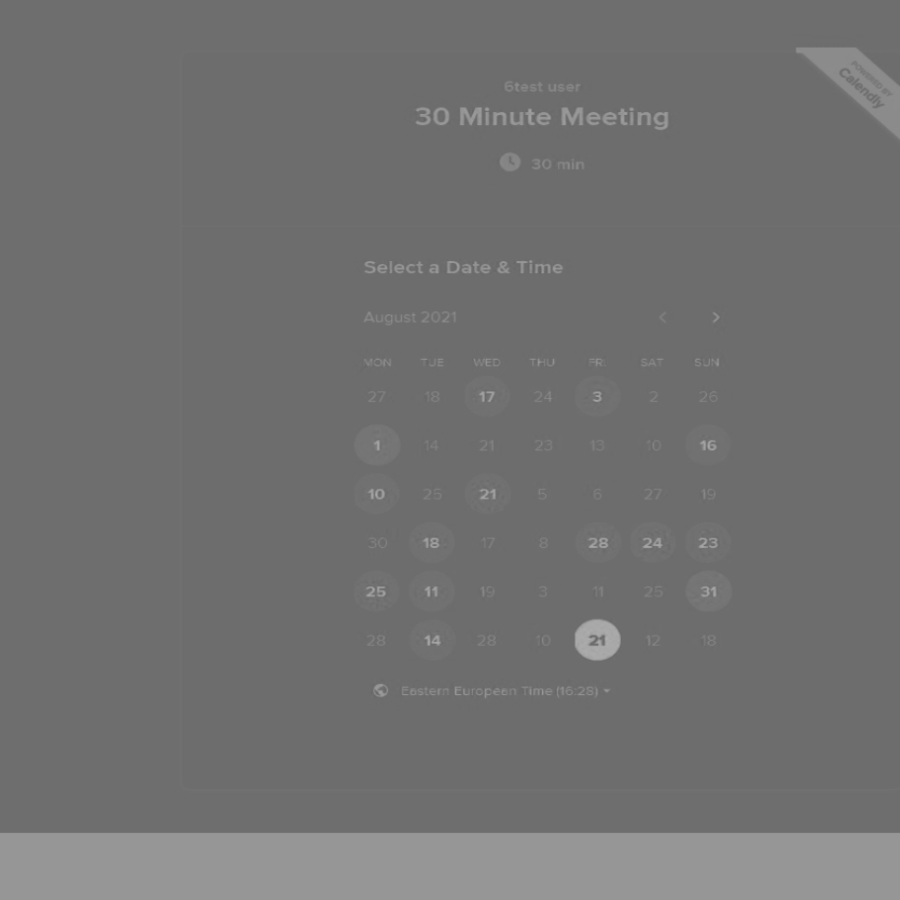 POWERED BY
Calendly
6test user
30 Minute Meeting
30 min
Select a Date & Time
August 2021
MON TUE WED THU FRI SAT SUN
27 18 17 24 3 2 26
1 14 21 23 13 10 16
10 25 21 5 6 27 19
30 18 17 8 28 24 23
25 11 19 3 11 25 31
28 14 28 10 21 12 18
Eastern European Time (16:28)